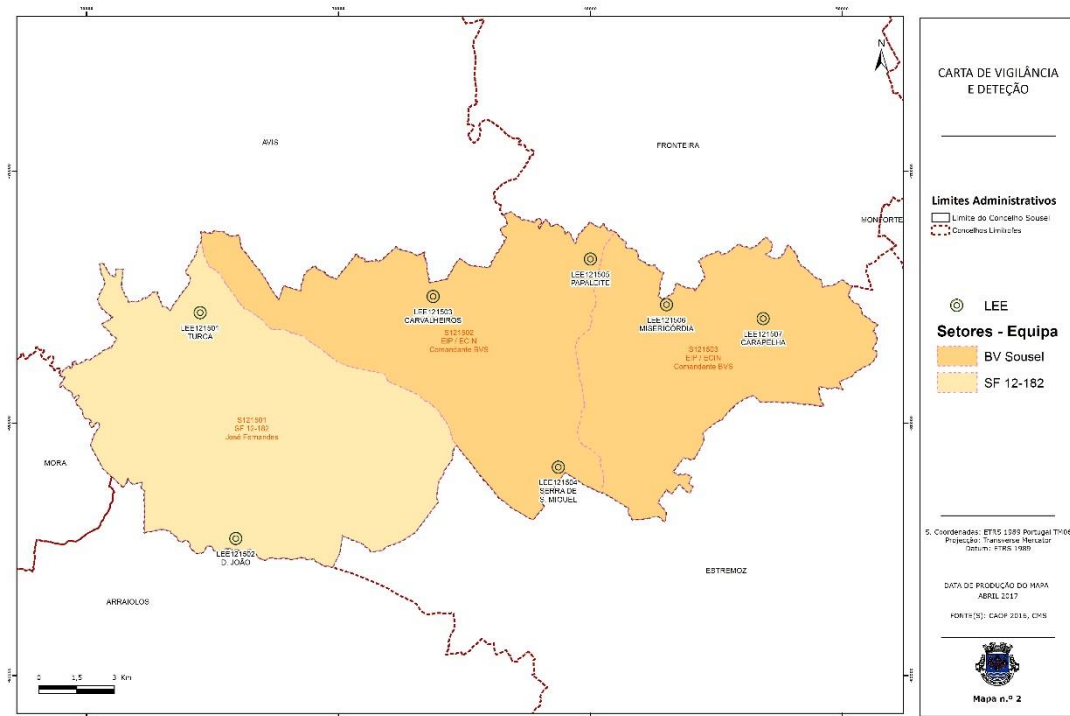 N
AVIS
FRONTEIRA
MONFORTE
LEE121505
PAPALEITE
LEE121503
CARVALHEIROS
LEE121506
MISERICÓRDIA
LEE121507
CARAPELHA
LEE121501
TURCA
S121502
EIP / ECIN
Comandante BVS
S121503
EIP / ECIN
Comandante BVS
S121501
SF 12-182
José Fernandes
MORA
LEE121504
SERRA DE
S. MIGUEL
LEE121502
D. JOÃO
ESTREMOZ
ARRAIOLOS
0 1,5 3 Km
CARTA DE VIGILÂNCIA
E DETEÇÃO
Limites Administrativos
Limite do Concelho Sousel
Concelhos Limítrofes
LEE
Setores - Equipa
BV Sousel
SF 12-182
S. Coordenadas: ETRS 1989 Portugal TM06
Projecção: Transverse Mercator
Datum: ETRS 1989
DATA DE PRODUÇÃO DO MAPA
ABRIL 2017
FONTE(S): CAOP 2016, CMS
Mapa n.º 2